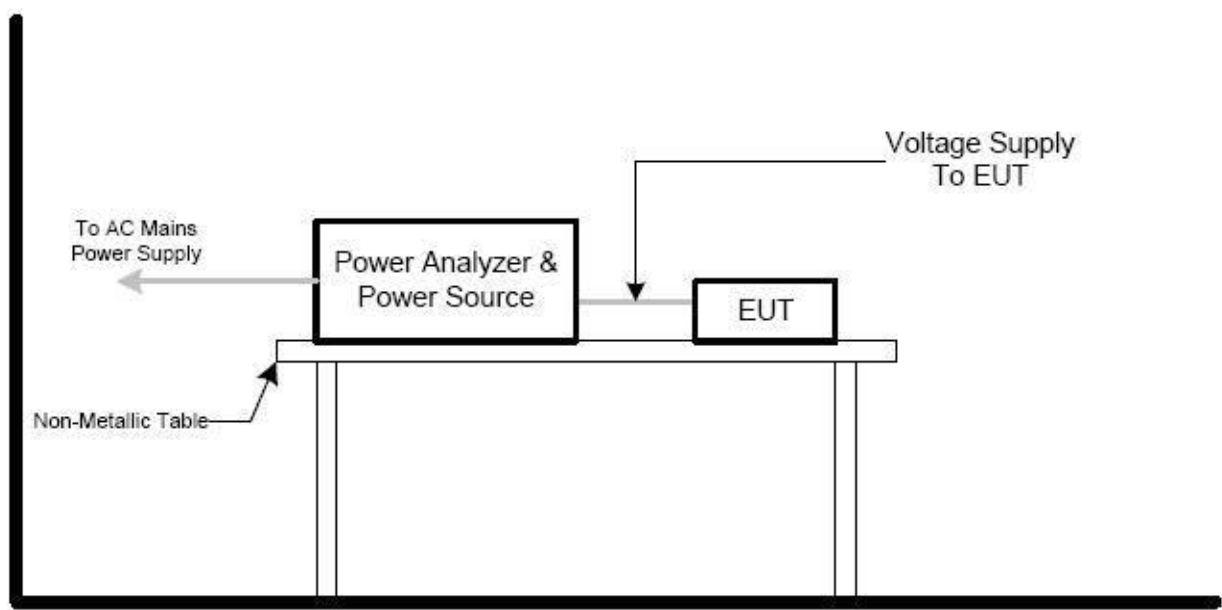 Voltage Supply
To EUT
To AC Mains
Power Supply
Power Analyzer &
Power Source
EUT
Non-Metallic Table